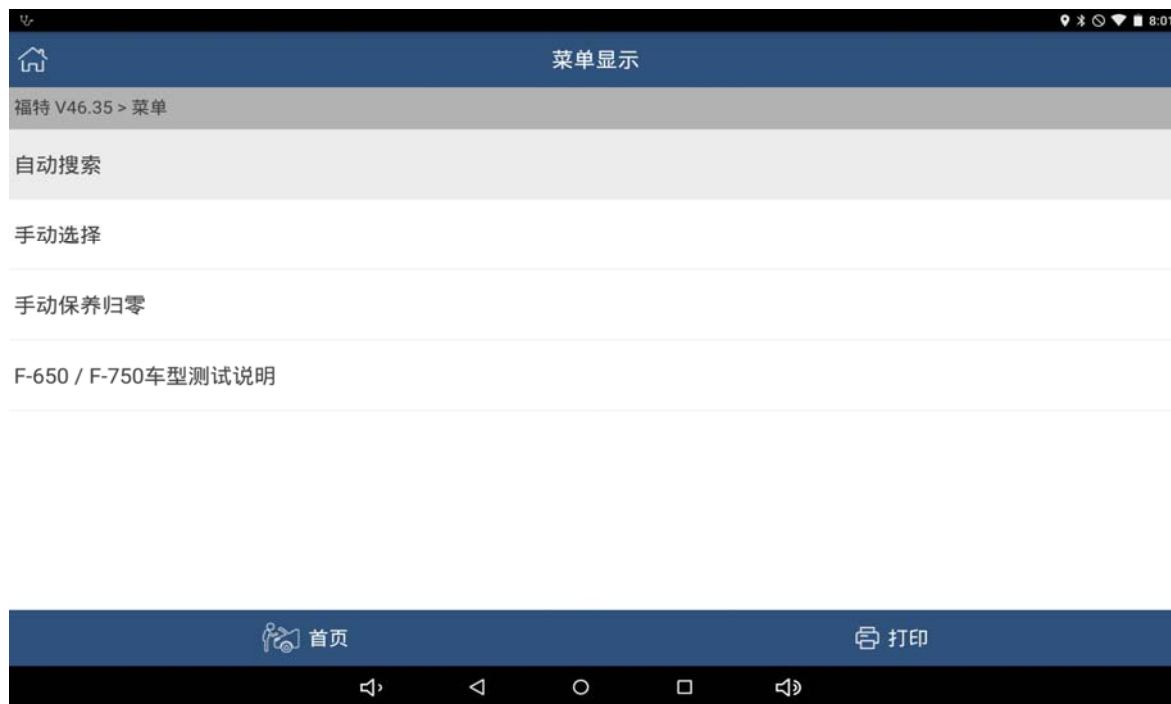 8:01
菜单显示
福特 V46.35 > 菜单
自动搜索
手动选择
手动保养归零
F-650 / F-750车型测试说明
首页
打印